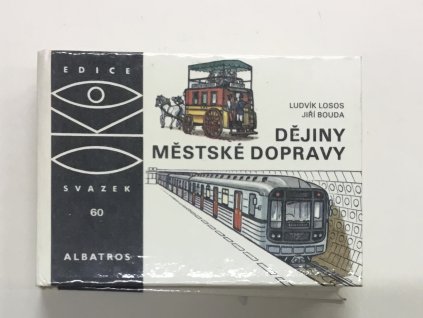 EDICE
OKO
SVAZEK
60
ALBATROS
LUDVÍK LOSOS
JIŘÍ BOUDA
DĚJINY
MĚSTSKÉ DOPRAVY